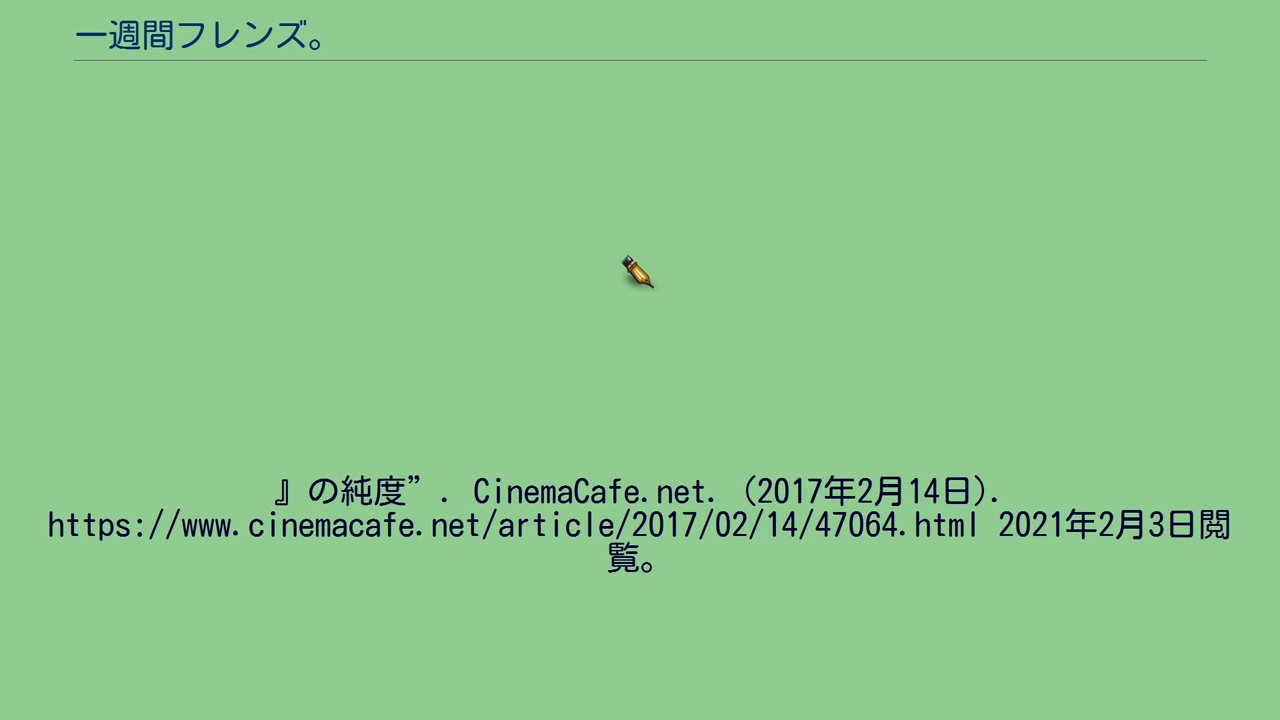 一週間フレンズ。
』の純度”. CinemaCafe.net. (2017年2月14日).
https://www.cinemacafe.net/article/2017/02/14/47064.html 2021年2月3日閲
覧。